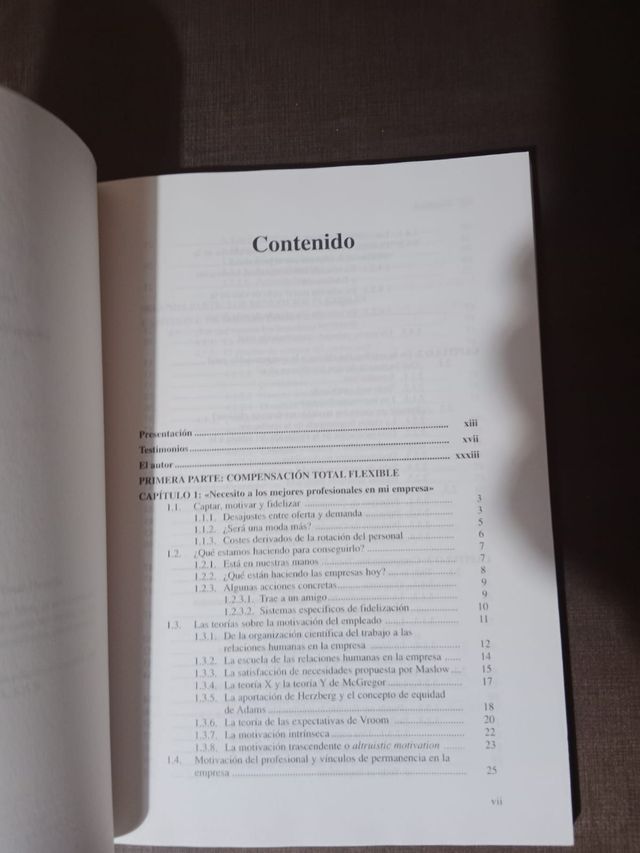 Contenido
Presentación ........ xiii
Testimonios ........ xvii
El autor ........ xxxiii
PRIMERA PARTE: COMPENSACIÓN TOTAL FLEXIBLE
CAPÍTULO 1: «Necesito a los mejores profesionales en mi empresa»
1.1. Captar, motivar y fidelizar ........ 3
1.1.1. Desajustes entre oferta y demanda ........ 3
1.1.2. ¿Será una moda más? ........ 5
1.1.3. Costes derivados de la rotación del personal ........ 6
1.2. ¿Qué estamos haciendo para conseguirlo? ........ 7
1.2.1. Está en nuestras manos ........ 7
1.2.2. ¿Qué están haciendo las empresas hoy? ........ 8
1.2.3. Algunas acciones concretas ........ 9
1.2.3.1. Trae a un amigo ........ 9
1.2.3.2. Sistemas específicos de fidelización ........ 10
1.3. Las teorías sobre la motivación del empleado ........ 11
1.3.1. De la organización científica del trabajo a las
relaciones humanas en la empresa ........ 12
1.3.2. La escuela de las relaciones humanas en la empresa ...... 14
1.3.3. La satisfacción de necesidades propuesta por Maslow .... 15
1.3.4. La teoría X y la teoría Y de McGregor ........ 17
1.3.5. La aportación de Herzberg y el concepto de equidad
de Adams ........ 18
1.3.6. La teoría de las expectativas de Vroom ........ 20
1.3.7. La motivación intrínseca ........ 22
1.3.8. La motivación trascendente o altruistic motivation ........ 23
1.4. Motivación del profesional y vínculos de permanencia en la
empresa ........ 25
vii